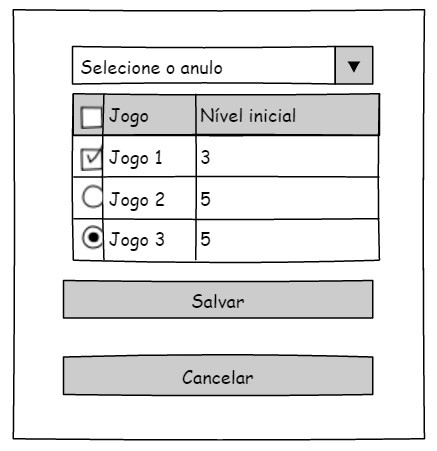 Selecione o anulo
Jogo Nível inicial
Jogo 1 3
Jogo 2 5
Jogo 3 5
Salvar
Cancelar